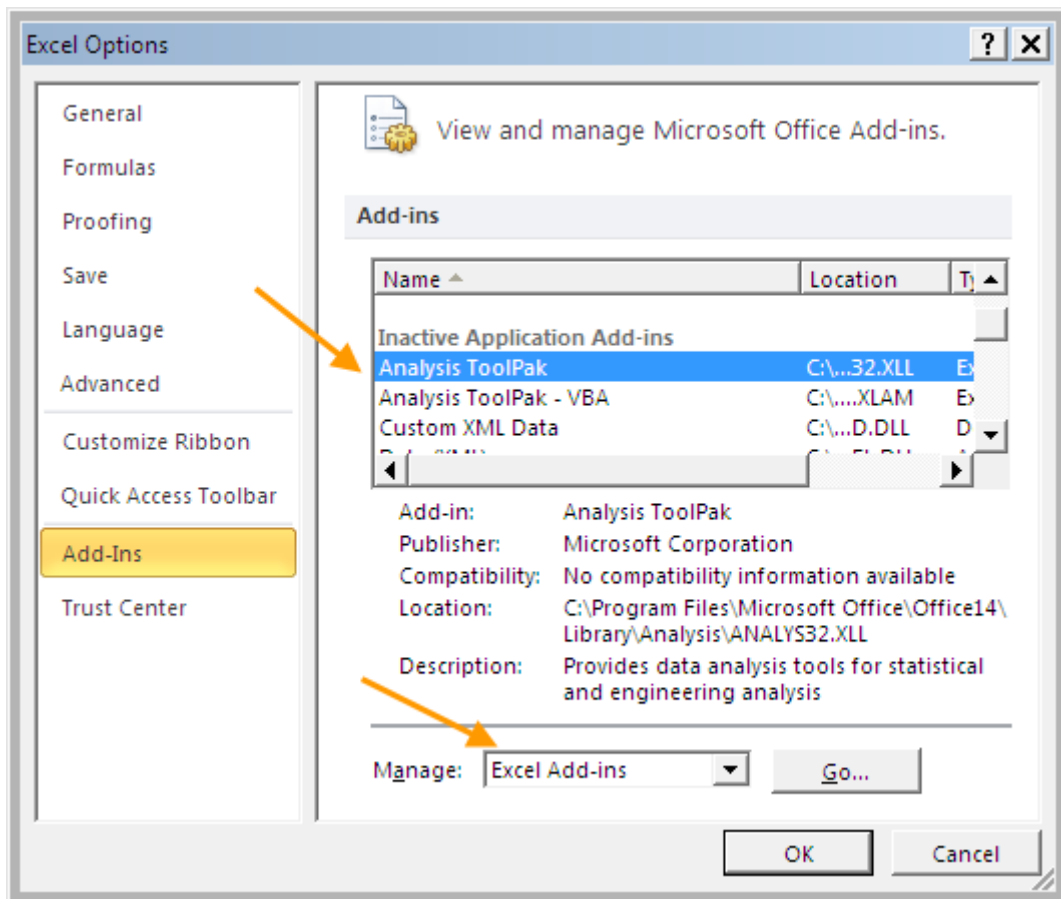 Excel Options
General
Formulas
Proofing
Save
Language
Advanced
Customize Ribbon
Quick Access Toolbar
Add-Ins
Trust Center
View and manage Microsoft Office Add-ins.
Add-ins
Name Location
Inactive Application Add-ins
Analysis ToolPak C:\...32.XLL
Analysis ToolPak - VBA C:\....XLAM
Custom XML Data C:\...D.DLL
Add-in: Analysis ToolPak
Publisher: Microsoft Corporation
Compatibility: No compatibility information available
Location: C:\Program Files\Microsoft Office\Office14\
Library\Analysis\ANALYS32.XLL
Description: Provides data analysis tools for statistical
and engineering analysis
Manage: Excel Add-ins Go...
OK Cancel